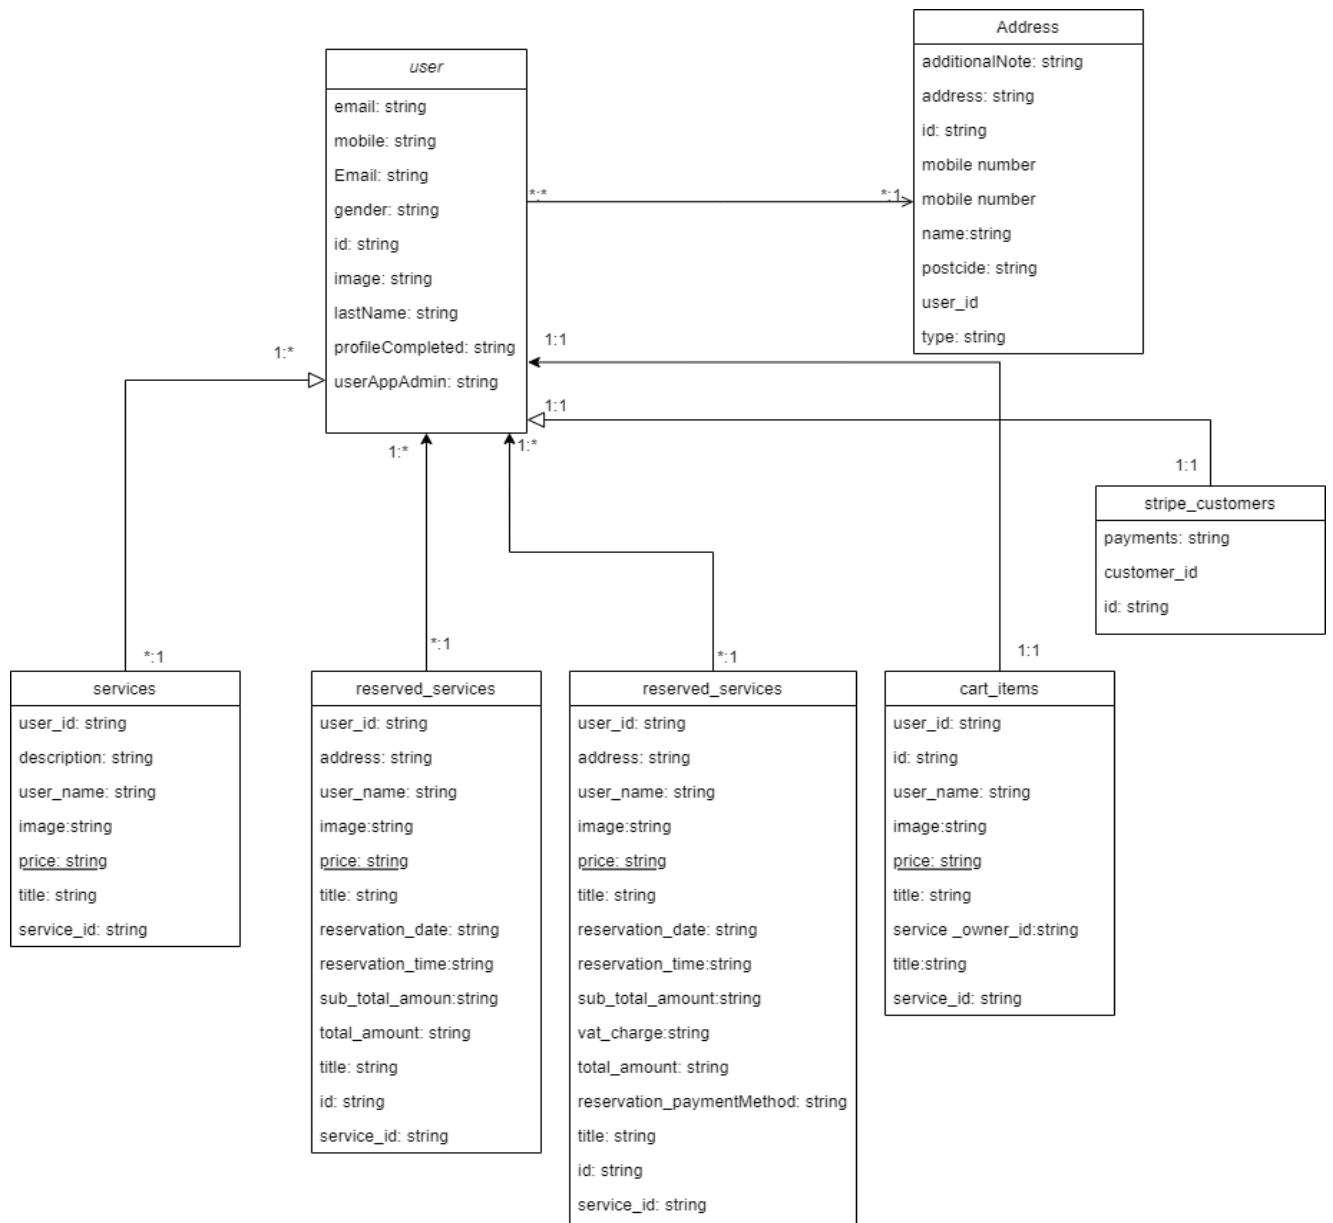 user
email: string
mobile: string
Email: string
gender: string
id: string
image: string
lastName: string
profileCompleted: string
userAppAdmin: string
Address
additionalNote: string
address: string
id: string
mobile number
mobile number
name:string
postcide: string
user_id
type: string
*:*
*:1
1:*
1:1
1:1
1:*
1:*
1:1
stripe_customers
payments: string
customer_id
id: string
*:1
*:1
*:1
1:1
services
user_id: string
description: string
user_name: string
image:string
price: string
title: string
service_id: string
reserved_services
user_id: string
address: string
user_name: string
image:string
price: string
title: string
reservation_date: string
reservation_time:string
sub_total_amoun:string
total_amount: string
title: string
id: string
service_id: string
reserved_services
user_id: string
address: string
user_name: string
image:string
price: string
title: string
reservation_date: string
reservation_time:string
sub_total_amount:string
vat_charge:string
total_amount: string
reservation_paymentMethod: string
title: string
id: string
service_id: string
cart_items
user_id: string
id: string
user_name: string
image:string
price: string
title: string
service _owner_id:string
title:string
service_id: string